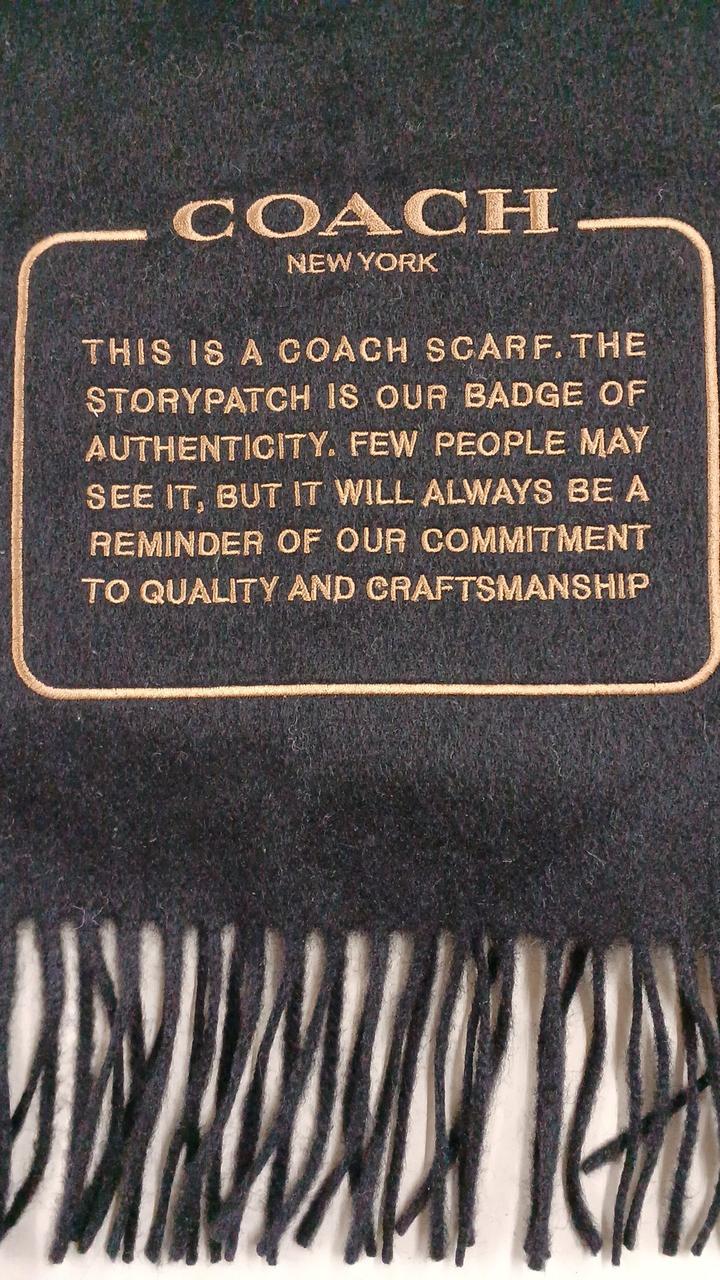 COACH
NEW YORK
THIS IS A COACH SCARF. THE
STORYPATCH IS OUR BADGE OF
AUTHENTICITY. FEW PEOPLE MAY
SEE IT, BUT IT WILL ALWAYS BE A
REMINDER OF OUR COMMITMENT
TO QUALITY AND CRAFTSMANSHIP